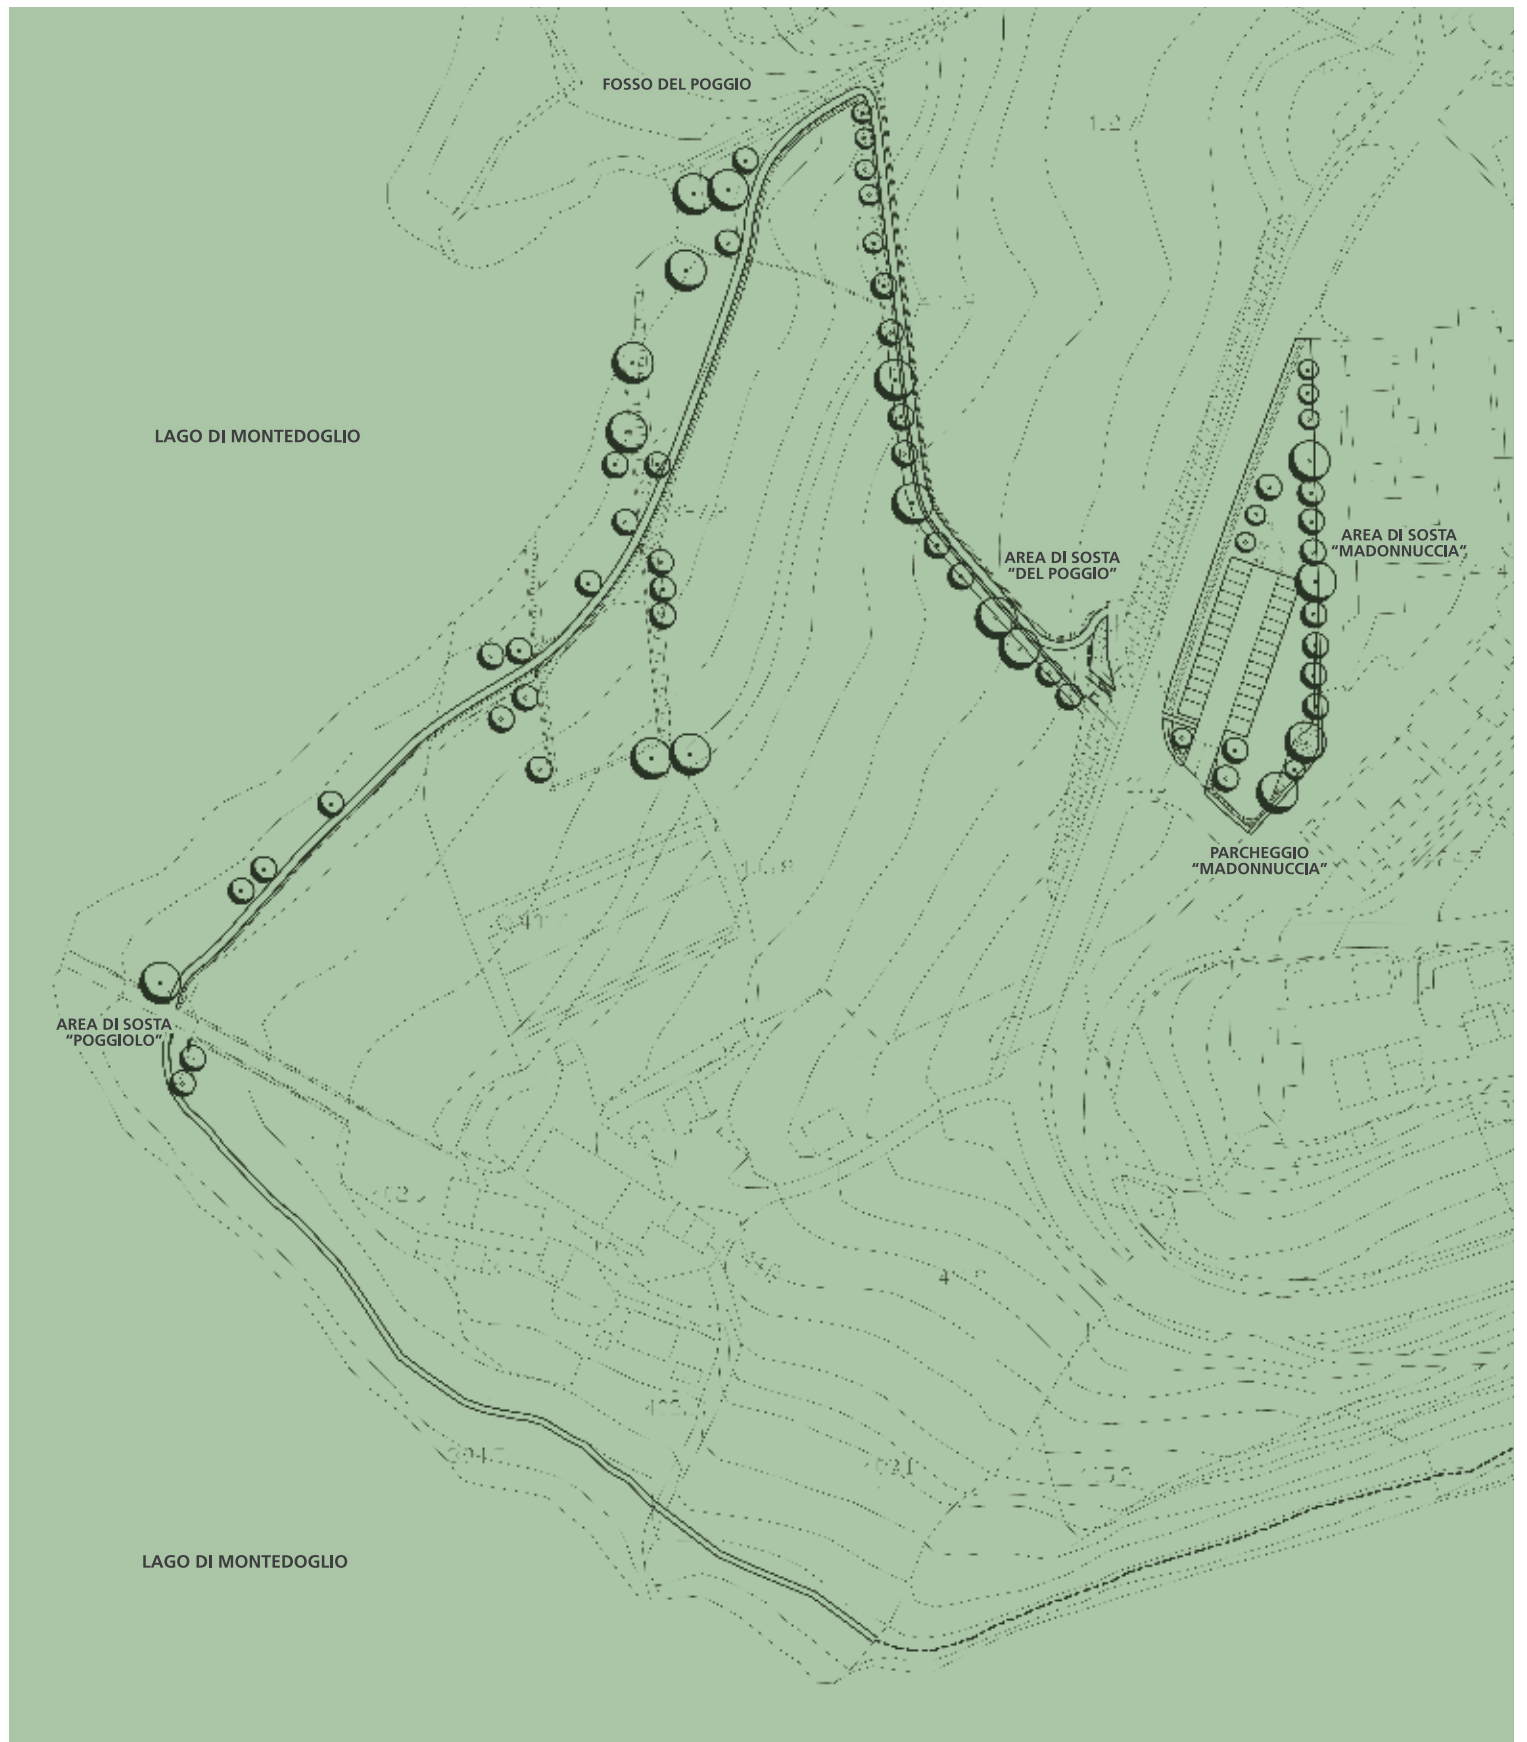 FOSSO DEL POGGIO
LAGO DI MONTEDOGLIO
AREA DI SOSTA
“DEL POGGIO”
AREA DI SOSTA
“MADONNUCCIA”
PARCHEGGIO
“MADONNUCCIA”
AREA DI SOSTA
“POGGIOLO”
LAGO DI MONTEDOGLIO